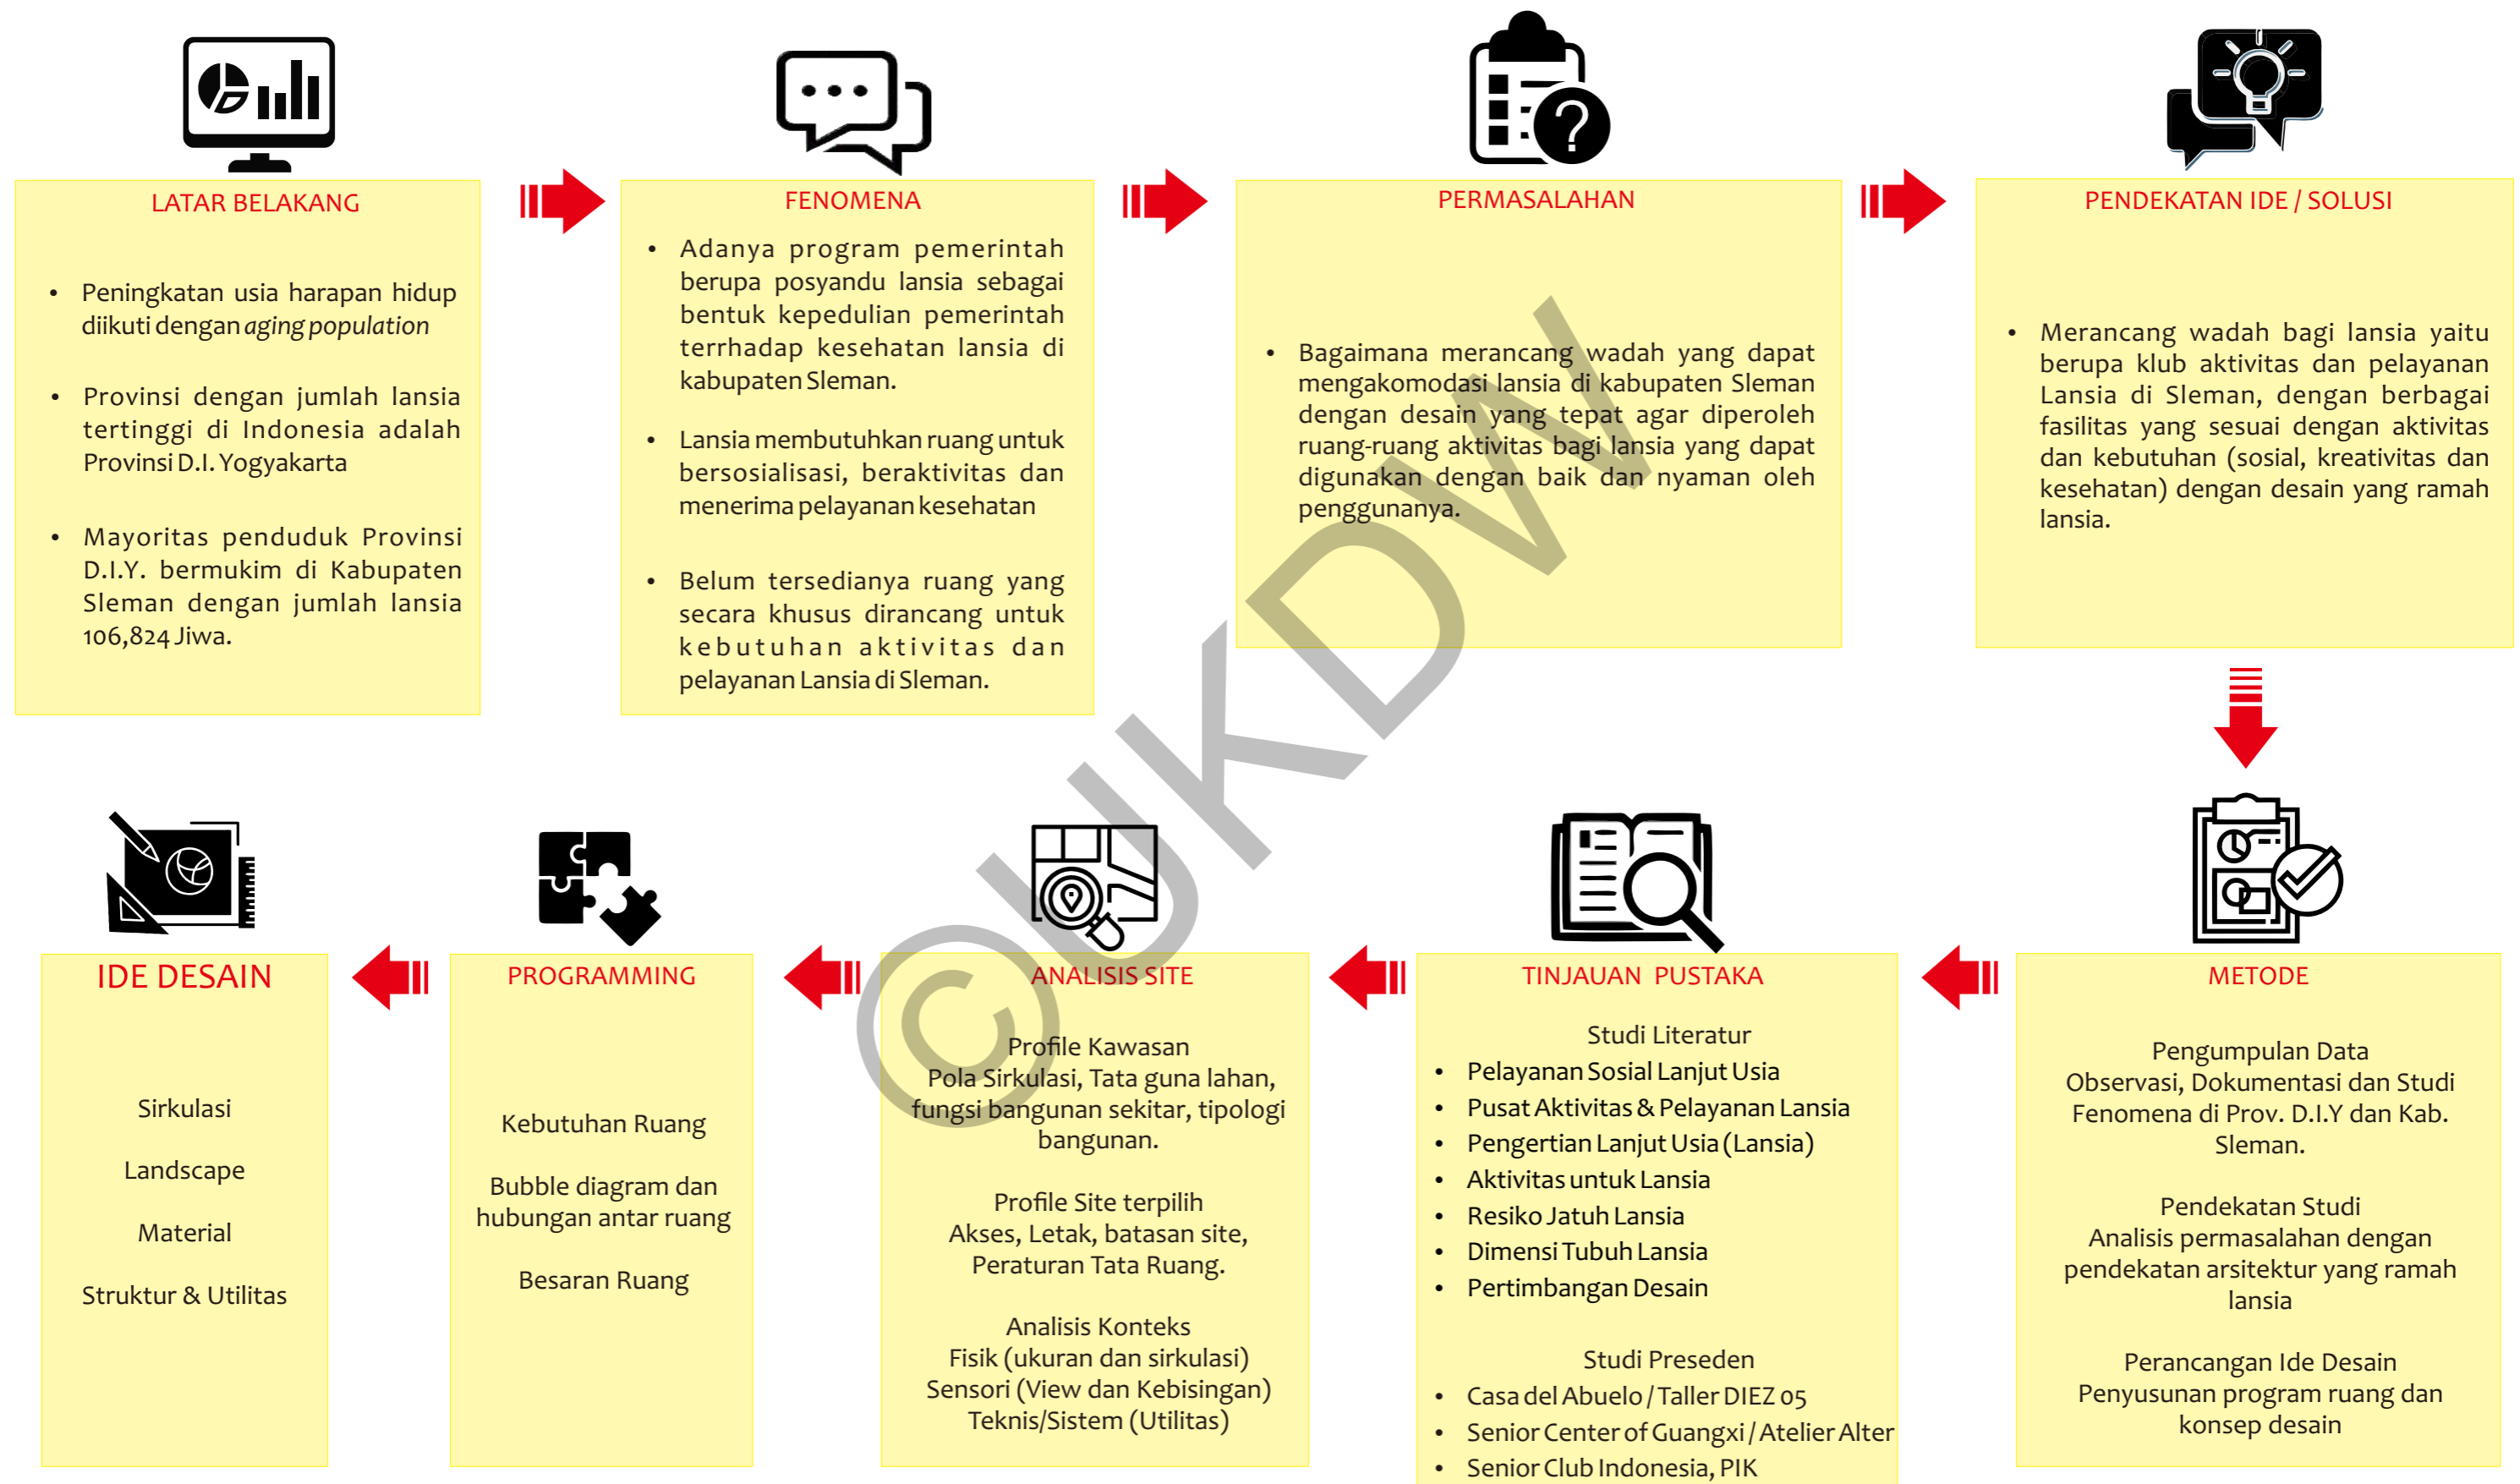 LATAR BELAKANG
• Peningkatan usia harapan hidup
diikuti dengan aging population
• Provinsi dengan jumlah lansia
tertinggi di Indonesia adalah
Provinsi D.I. Yogyakarta
• Mayoritas penduduk Provinsi
D.I.Y. bermukim di Kabupaten
Sleman dengan jumlah lansia
106,824 Jiwa.
FENOMENA
• Adanya program pemerintah
berupa posyandu lansia sebagai
bentuk kepedulian pemerintah
terrhadap kesehatan lansia di
kabupaten Sleman.
• Lansia membutuhkan ruang untuk
bersosialisasi, beraktivitas dan
menerima pelayanan kesehatan
• Belum tersedianya ruang yang
secara khusus dirancang untuk
kebutuhan aktivitas dan
pelayanan Lansia di Sleman.
PERMASALAHAN
• Bagaimana merancang wadah yang dapat
mengakomodasi lansia di kabupaten Sleman
dengan desain yang tepat agar diperoleh
ruang-ruang aktivitas bagi lansia yang dapat
digunakan dengan baik dan nyaman oleh
penggunanya.
PENDEKATAN IDE / SOLUSI
• Merancang wadah bagi lansia yaitu
berupa klub aktivitas dan pelayanan
Lansia di Sleman, dengan berbagai
fasilitas yang sesuai dengan aktivitas
dan kebutuhan (sosial, kreativitas dan
kesehatan) dengan desain yang ramah
lansia.
METODE
Pengumpulan Data
Observasi, Dokumentasi dan Studi
Fenomena di Prov. D.I.Y dan Kab.
Sleman.
Pendekatan Studi
Analisis permasalahan dengan
pendekatan arsitektur yang ramah
lansia
Perancangan Ide Desain
Penyusunan program ruang dan
konsep desain
TINJAUAN PUSTAKA
Studi Literatur
• Pelayanan Sosial Lanjut Usia
• Pusat Aktivitas & Pelayanan Lansia
• Pengertian Lanjut Usia (Lansia)
• Aktivitas untuk Lansia
• Resiko Jatuh Lansia
• Dimensi Tubuh Lansia
• Pertimbangan Desain
Studi Preseden
• Casa del Abuelo / Taller DIEZ 05
• Senior Center of Guangxi / Atelier Alter
• Senior Club Indonesia, PIK
ANALISIS SITE
Profile Kawasan
Pola Sirkulasi, Tata guna lahan,
fungsi bangunan sekitar, tipologi
bangunan.
Profile Site terpilih
Akses, Letak, batasan site,
Peraturan Tata Ruang.
Analisis Konteks
Fisik (ukuran dan sirkulasi)
Sensori (View dan Kebisingan)
Teknis/Sistem (Utilitas)
PROGRAMMING
Kebutuhan Ruang
Bubble diagram dan
hubungan antar ruang
Besaran Ruang
IDE DESAIN
Sirkulasi
Landscape
Material
Struktur & Utilitas
©UKDW